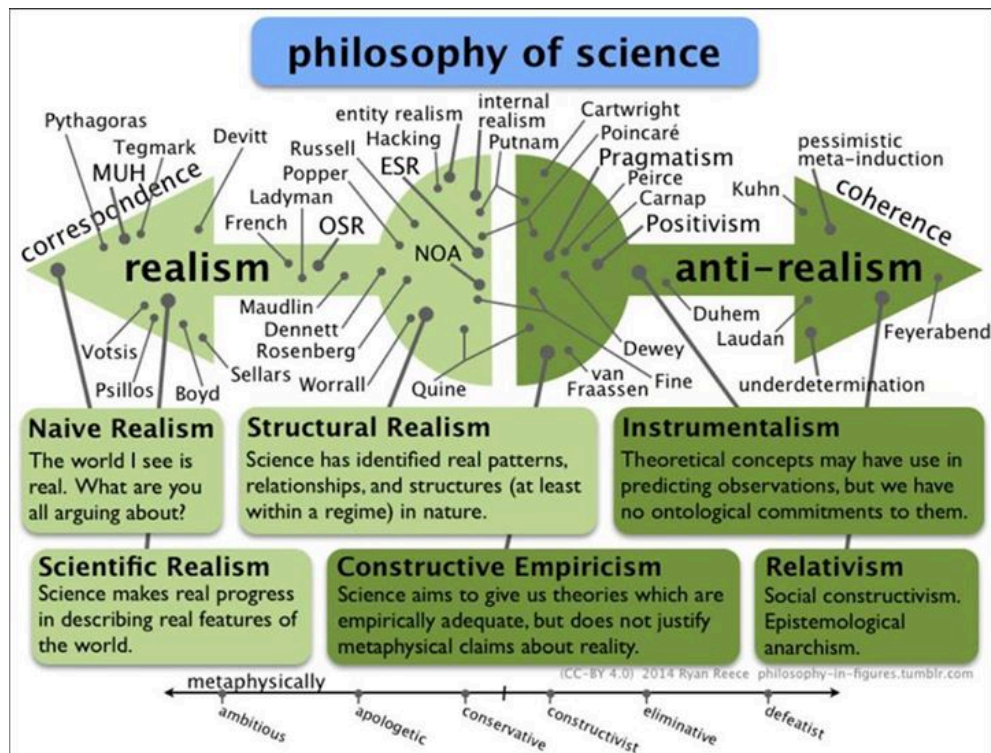 philosophy of science
Pythagoras
Tegmark
MUH
Devitt
correspondence
French
Ladyman
OSR
Russell
Popper
entity realism
Hacking
ESR
internal
realism
Putnam
Cartwright
Poincaré
Pragmatism
Peirce
Carnap
Positivism
pessimistic
meta-induction
Kuhn
coherence
realism
NOA
anti-realism
Votsis
Psillos
Boyd
Sellars
Maudlin
Dennett
Rosenberg
Worrall
Quine
van
Fraassen
Fine
Dewey
Duhem
Laudan
underdetermination
Feyerabend
Naive Realism
The world I see is
real. What are you
all arguing about?
Structural Realism
Science has identified real patterns,
relationships, and structures (at least
within a regime) in nature.
Instrumentalism
Theoretical concepts may have use in
predicting observations, but we have
no ontological commitments to them.
Scientific Realism
Science makes real progress
in describing real features of
the world.
Constructive Empiricism
Science aims to give us theories which are
empirically adequate, but does not justify
metaphysical claims about reality.
Relativism
Social constructivism.
Epistemological
anarchism.
(CC-BY 4.0) 2014 Ryan Reece philosophy-in-figures.tumblr.com
metaphysically
ambitious
apologetic
conservative
constructivist
eliminative
defeatist